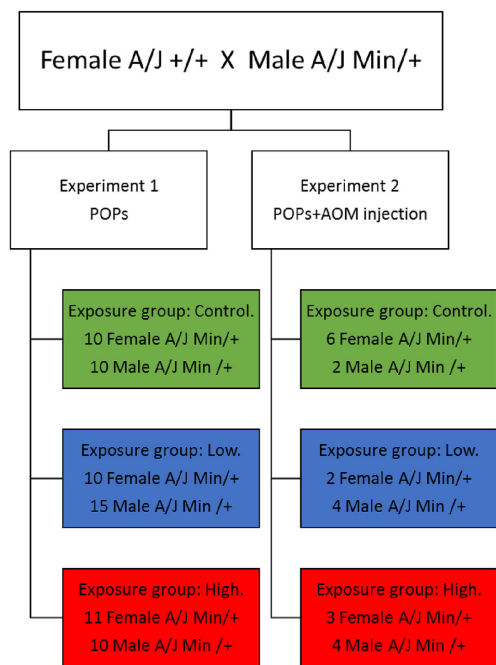 Female A/J +/+ X Male A/J Min/+
Experiment 1
POPs
Experiment 2
POPs+AOM injection
Exposure group: Control.
10 Female A/J Min/+
10 Male A/J Min /+
Exposure group: Control.
6 Female A/J Min/+
2 Male A/J Min /+
Exposure group: Low.
10 Female A/J Min/+
15 Male A/J Min /+
Exposure group: Low.
2 Female A/J Min/+
4 Male A/J Min /+
Exposure group: High.
11 Female A/J Min/+
10 Male A/J Min /+
Exposure group: High.
3 Female A/J Min/+
4 Male A/J Min /+